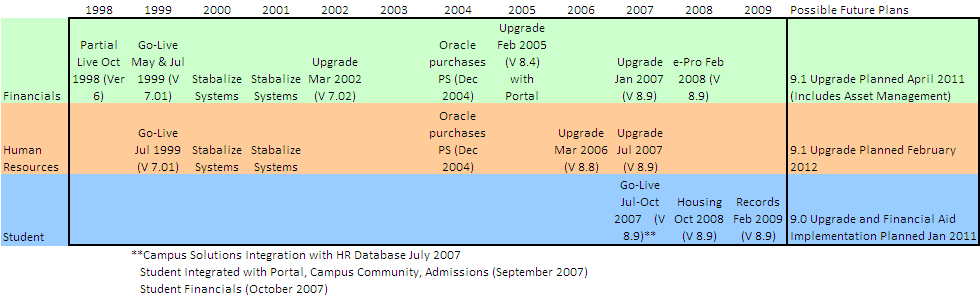 1998 1999 2000 2001 2002 2003 2004 2005 2006 2007 2008 2009 Possible Future Plans
Upgrade
Partial Go-Live Oracle Feb 2005
Live Oct May & Jul Upgrade purchases (V 8.4) Upgrade e-Pro Feb
1998 (Ver 1999 (V Stabalize Stabalize Mar 2002 PS (Dec with Jan 2007 2008 (V 9.1 Upgrade Planned April 2011
Financials 6) 7.01) Systems Systems (V 7.02) 2004) Portal (V 8.9) 8.9) (Includes Asset Management)
Oracle
Go-Live purchases Upgrade Upgrade
Human Jul 1999 Stabalize Stabalize PS (Dec Mar 2006 Jul 2007 9.1 Upgrade Planned February
Resources (V 7.01) Systems Systems 2004) (V 8.8) (V 8.9) 2012
Go-Live
Jul-Oct Housing Records
2007 (V Oct 2008 Feb 2009 9.0 Upgrade and Financial Aid
Student 8.9)** (V 8.9) (V 8.9) Implementation Planned Jan 2011
**Campus Solutions Integration with HR Database July 2007
Student Integrated with Portal, Campus Community, Admissions (September 2007)
Student Financials (October 2007)